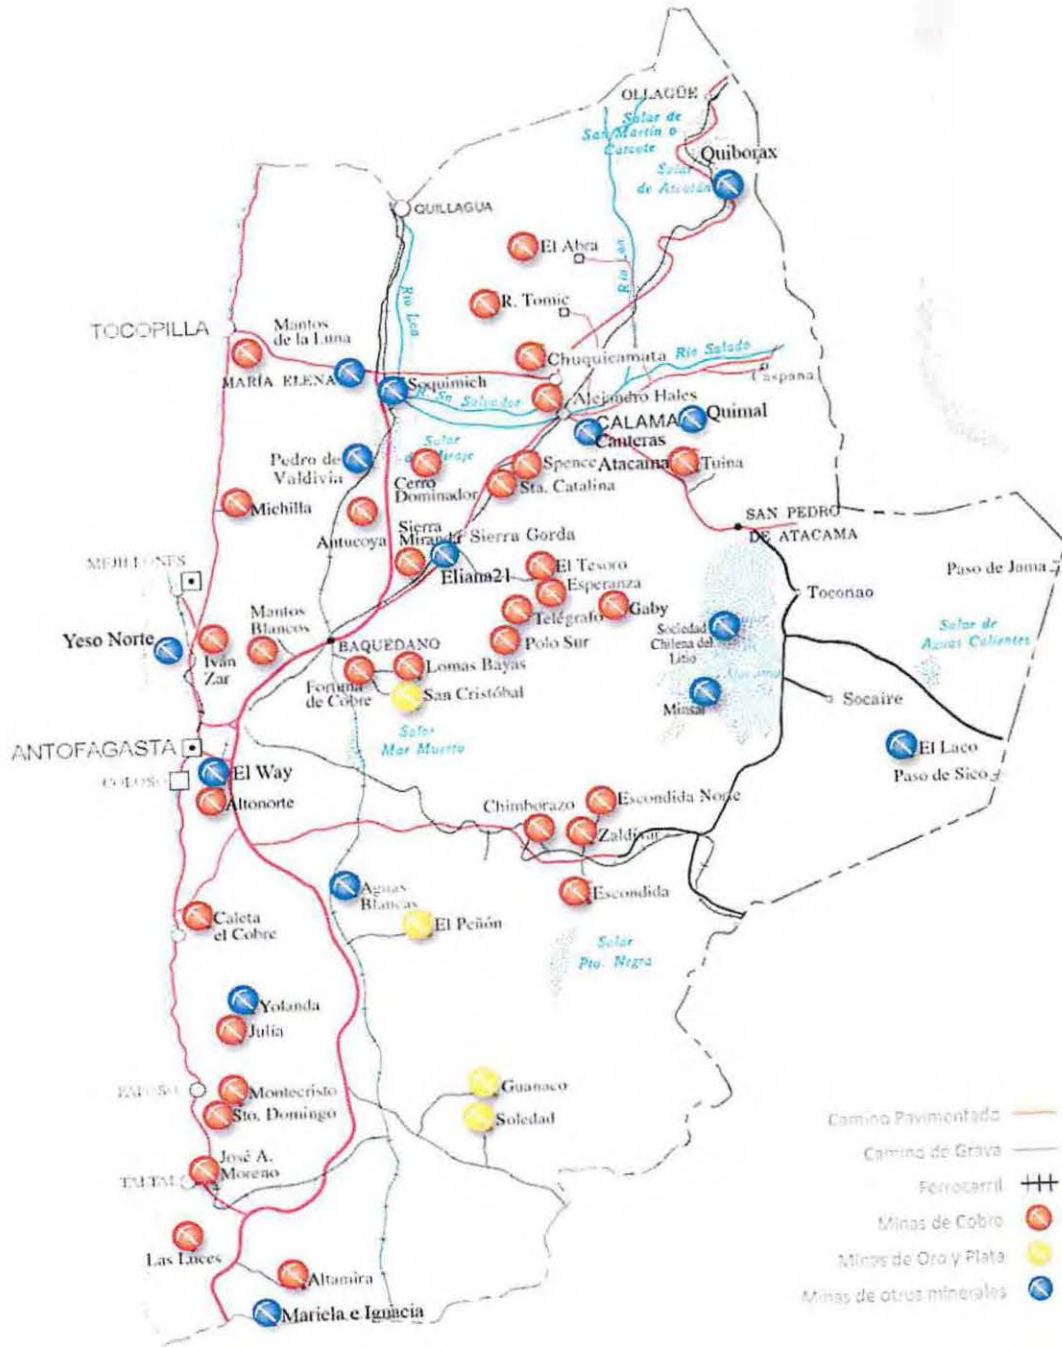 OLLAGÜE
Salar de
San Martín o
Carcote
Quiborax
Salar
de Ascotán
QUILLAGUA
El Abra
Río Loa
Río Loa
R. Tomic
TOCOPILLA
Mantos
de la Luna
Chuquicamata
Río Salado
MARÍA ELENA
Soquimich
R. Sn. Salvador
Caspana
Alejandro Hales
CALAMA
Quimal
Canteras
Pedro de
Valdivia
Salar
Cerro
Dominador
Spence
Atacama
Tuina
Sta. Catalina
Michilla
Antucoya
Sierra
Miranda
Sierra Gorda
SAN PEDRO
DE ATACAMA
MEJILLONES
Eliana21
El Tesoro
Esperanza
Paso de Jama
Toconao
Mantos
Blancos
Telégrafo
Gaby
Yeso Norte
Iván
Zar
BAQUEDANO
Polo Sur
Sociedad
Chilena del
Litio
Salar de
Aguas Calientes
Lomas Bayas
Fortuna
de Cobre
San Cristóbal
Minsal
Socaire
Salar
Mar Muerto
ANTOFAGASTA
El Laco
COLOSO
El Way
Paso de Sico
Altonorte
Chimborazo
Escondida Norte
Zaldívar
Aguas
Blancas
Escondida
Caleta
el Cobre
El Peñón
Salar
Pta. Negra
Yolanda
Julia
Montecristo
Guanaco
Sto. Domingo
Soledad
José A.
Moreno
TALTAL
Las Luces
Altamira
Mariela e Ignacia
Camino Pavimentado
Camino de Grava
Ferrocarril
Minas de Cobre
Minas de Oro y Plata
Minas de otros minerales